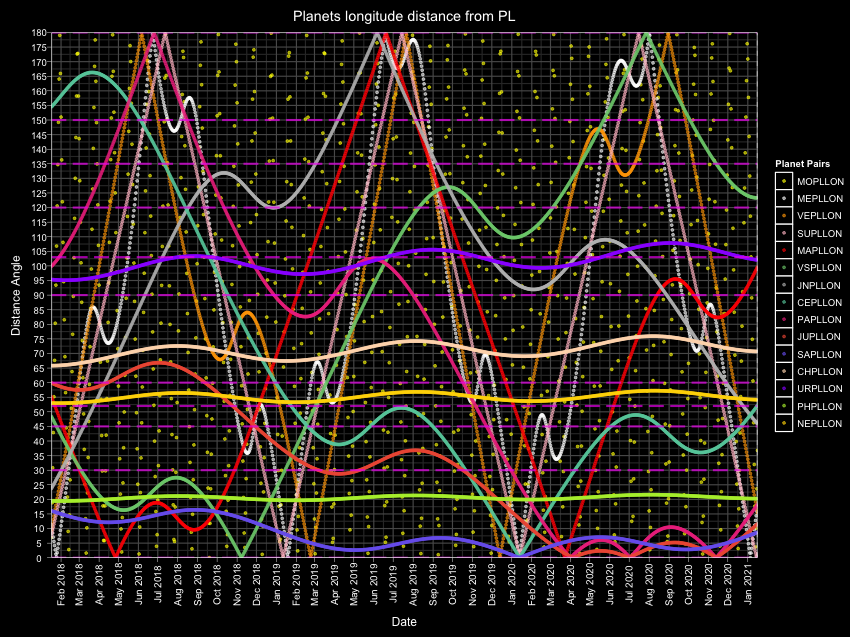 Planets longitude distance from PL
180
175
170
165
160
155
150
145
140
135
130
125
120
115
110
105
100
95
90
85
80
75
70
65
60
55
50
45
40
35
30
25
20
15
10
5
0
Distance Angle
Feb 2018
Mar 2018
Apr 2018
May 2018
Jun 2018
Jul 2018
Aug 2018
Sep 2018
Oct 2018
Nov 2018
Dec 2018
Jan 2019
Feb 2019
Mar 2019
Apr 2019
May 2019
Jun 2019
Jul 2019
Aug 2019
Sep 2019
Oct 2019
Nov 2019
Dec 2019
Jan 2020
Feb 2020
Mar 2020
Apr 2020
May 2020
Jun 2020
Jul 2020
Aug 2020
Sep 2020
Oct 2020
Nov 2020
Dec 2020
Jan 2021
Date
Planet Pairs
MOPLLON
MEPLLON
VEPLLON
SUPLLON
MAPLLON
VSPLLON
JNPLLON
CEPLLON
PAPLLON
JUPLLON
SAPLLON
CHPLLON
URPLLON
PHPLLON
NEPLLON